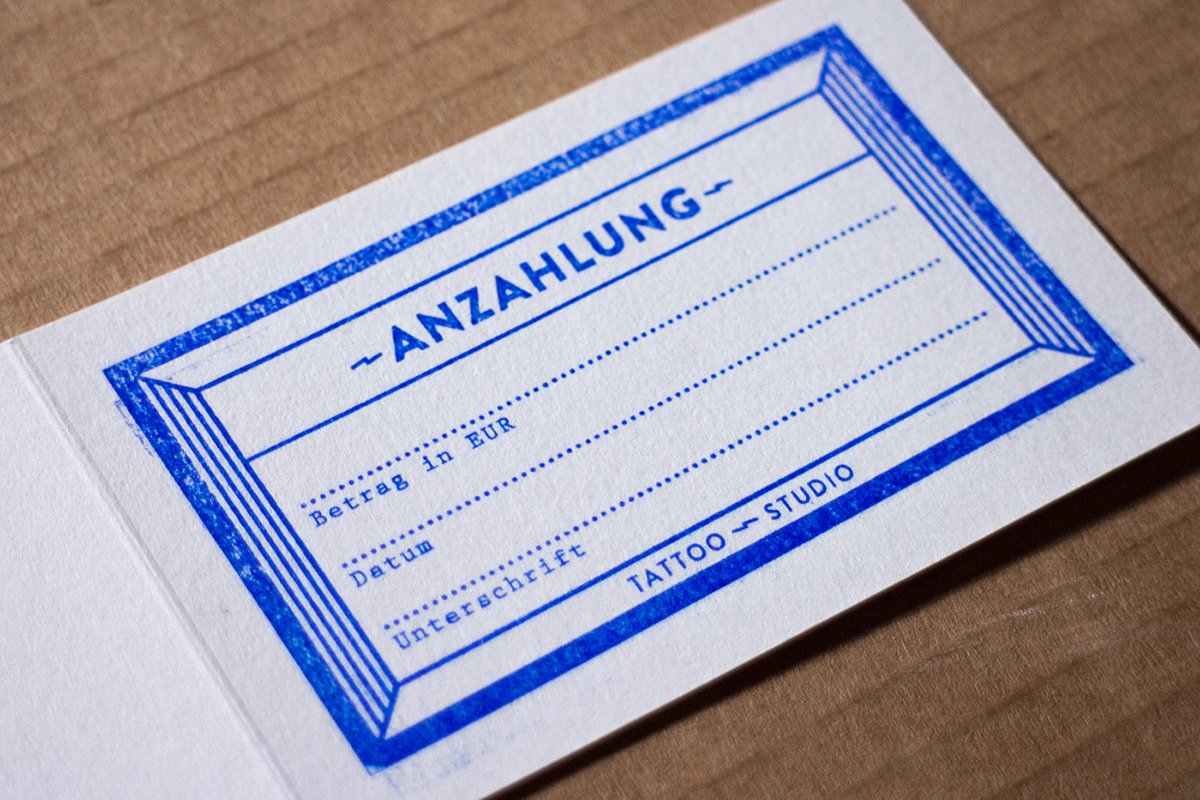 ~ANZAHLUNG~
Betrag in EUR
Datum
Unterschrift
TATTOO ~ STUDIO